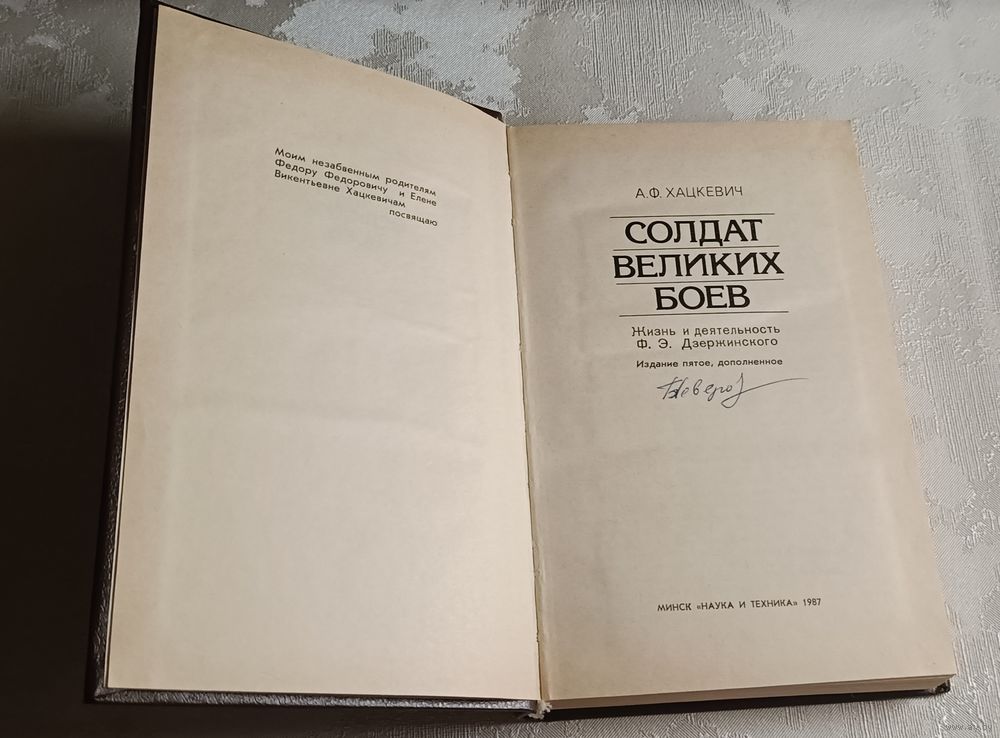 Моим незабвенным родителям
Федору Федоровичу и Елене
Викентьевне Хацкевичам
посвящаю
А.Ф. ХАЦКЕВИЧ
СОЛДАТ
ВЕЛИКИХ
БОЕВ
Жизнь и деятельность
Ф. Э. Дзержинского
Издание пятое, дополненное
МИНСК «НАУКА И ТЕХНИКА» 1987